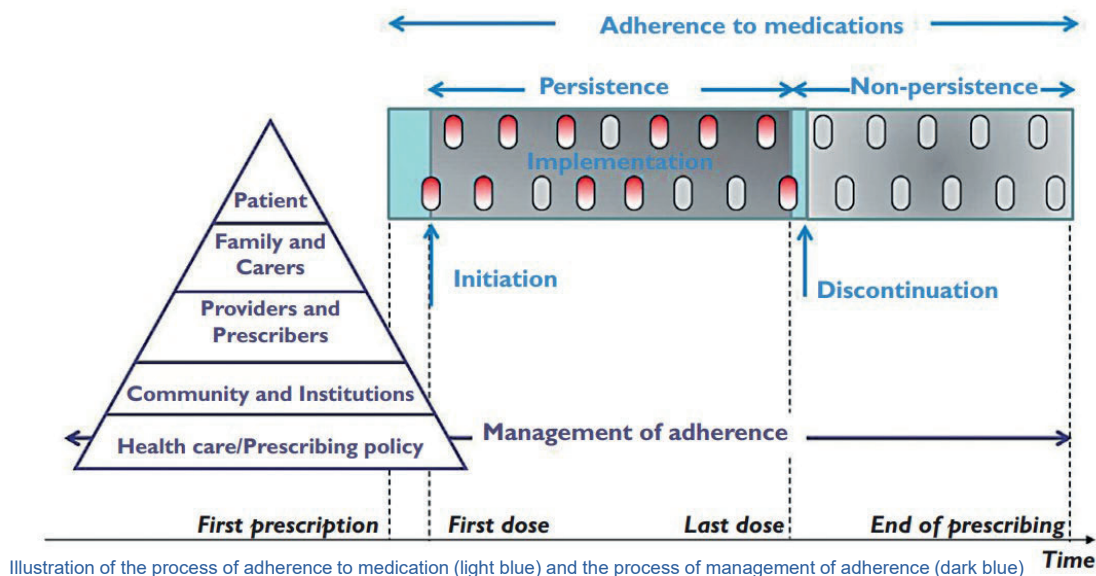 Adherence to medications
Persistence
Non-persistence
Implementation
Patient
Family and
Carers
Initiation
Discontinuation
Providers and
Prescribers
Community and Institutions
Management of adherence
Health care/Prescribing policy
First prescription
First dose
Last dose
End of prescribing
Time
Illustration of the process of adherence to medication (light blue) and the process of management of adherence (dark blue)